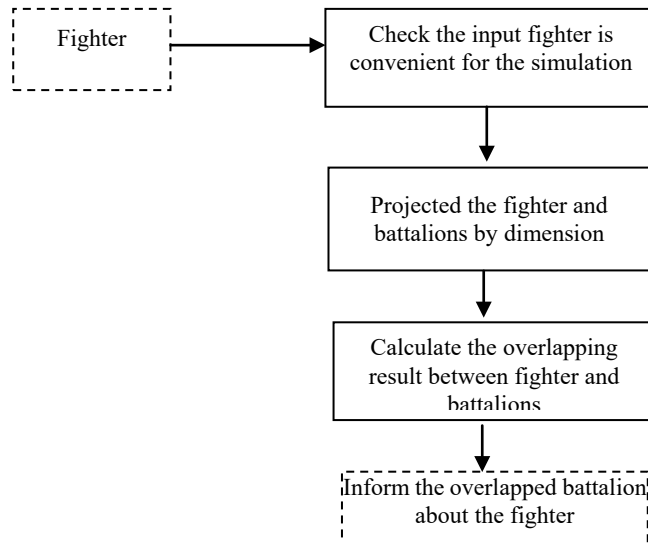 Fighter
Check the input fighter is
convenient for the simulation
Projected the fighter and
battalions by dimension
Calculate the overlapping
result between fighter and
battalions
Inform the overlapped battalion
about the fighter